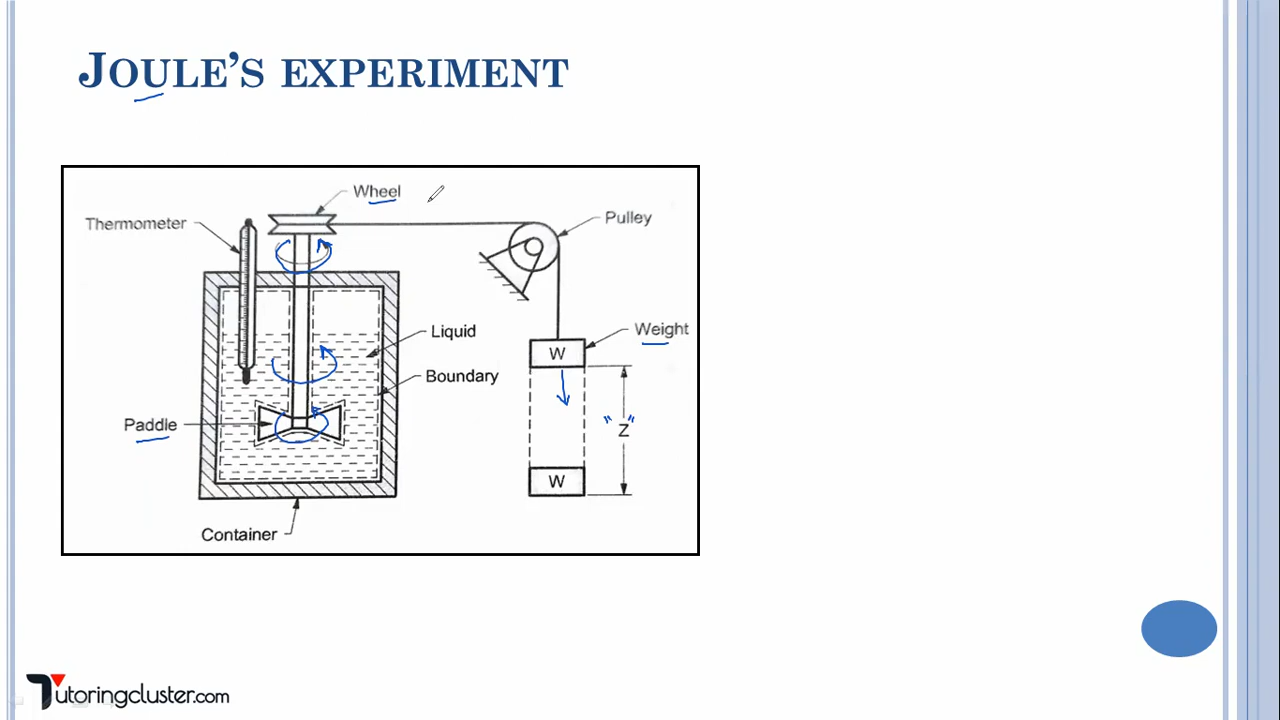 JOULE'S EXPERIMENT
Wheel
Thermometer
Pulley
Liquid
Weight
W
Boundary
Paddle
"Z"
W
Container
Tutoringcluster.com